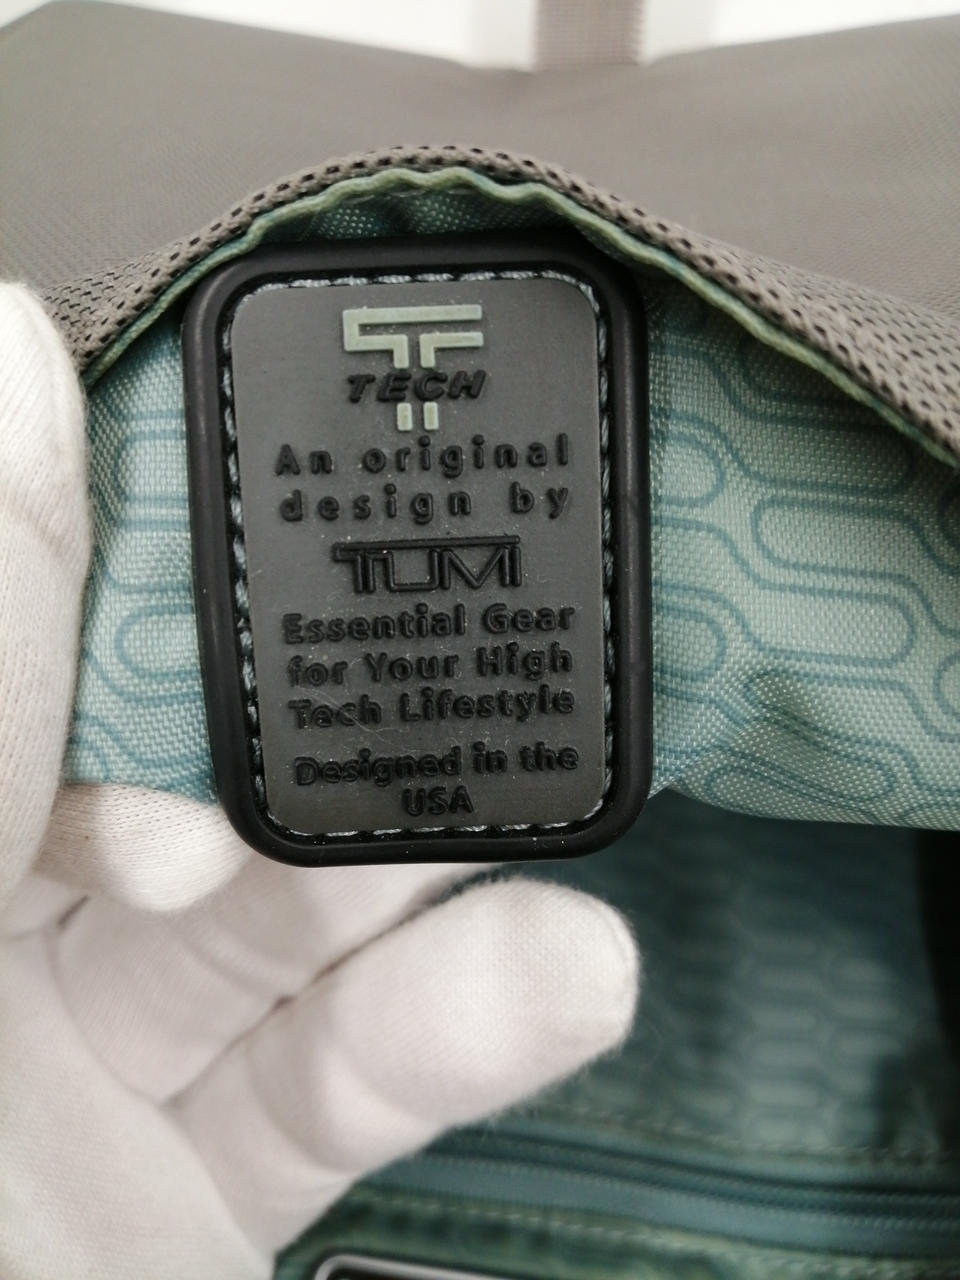 T
TECH
An original
design by
TUMI
Essential Gear
for Your High
Tech Lifestyle
Designed in the
USA